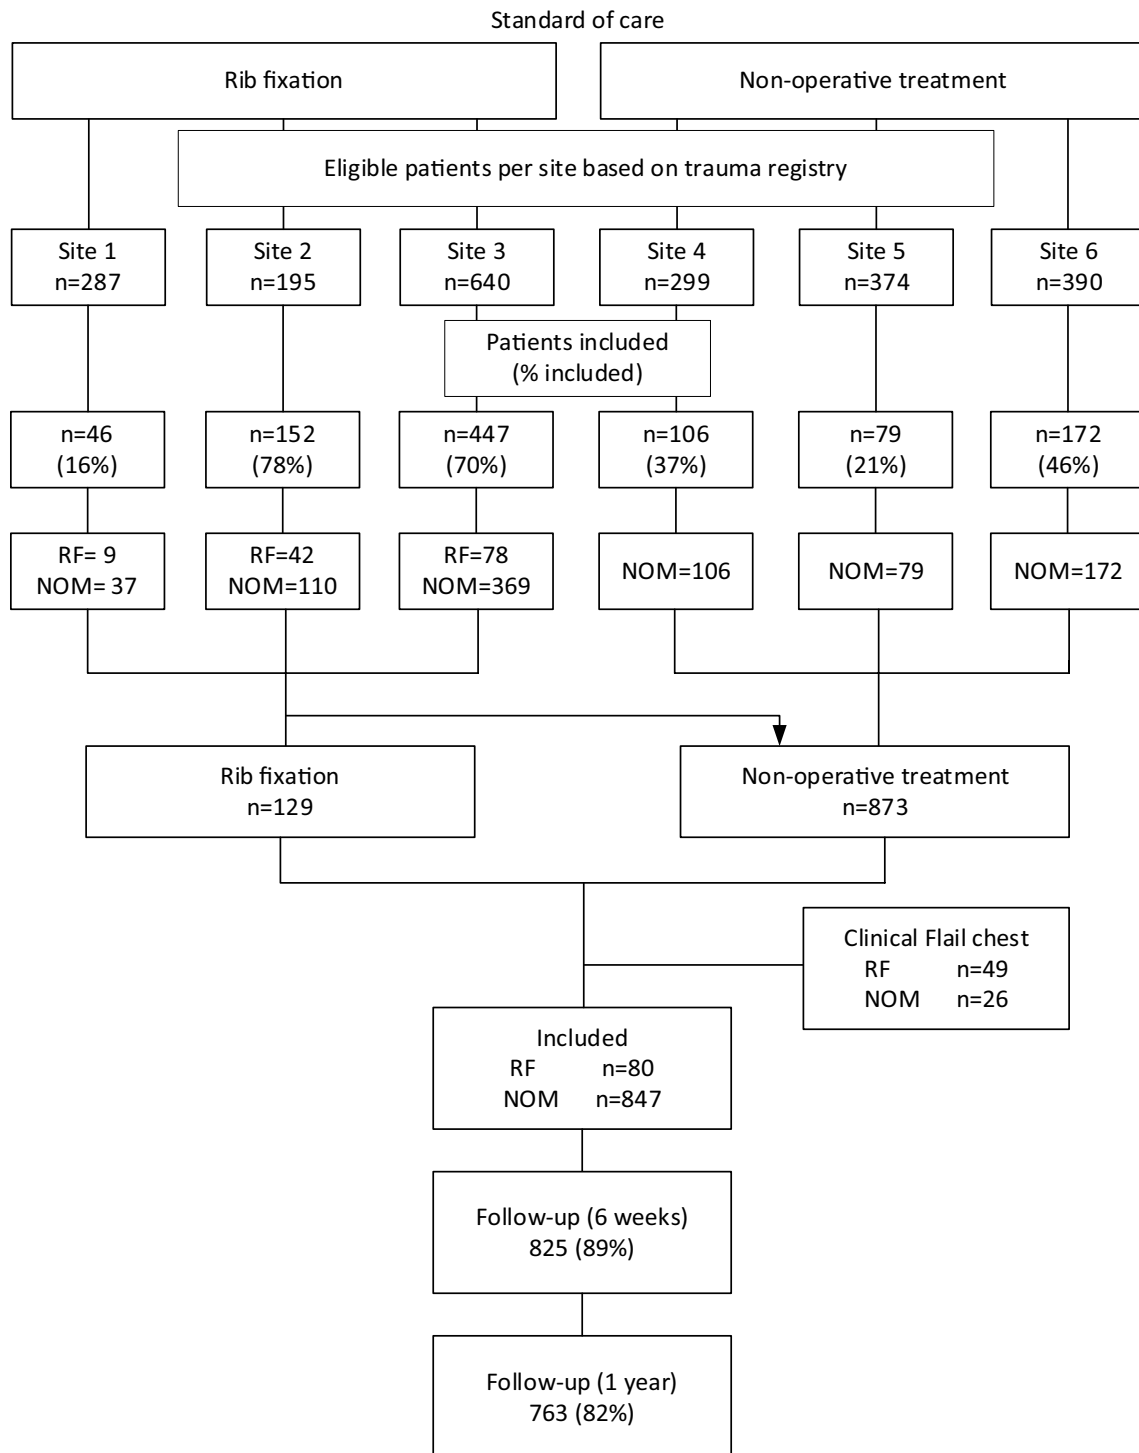 Standard of care
Rib fixation
Non-operative treatment
Eligible patients per site based on trauma registry
Site 1
n=287
Site 2
n=195
Site 3
n=640
Site 4
n=299
Site 5
n=374
Site 6
n=390
Patients included
(% included)
n=46
(16%)
n=152
(78%)
n=447
(70%)
n=106
(37%)
n=79
(21%)
n=172
(46%)
RF= 9
NOM= 37
RF=42
NOM=110
RF=78
NOM=369
NOM=106
NOM=79
NOM=172
Rib fixation
n=129
Non-operative treatment
n=873
Clinical Flail chest
RF n=49
NOM n=26
Included
RF n=80
NOM n=847
Follow-up (6 weeks)
825 (89%)
Follow-up (1 year)
763 (82%)